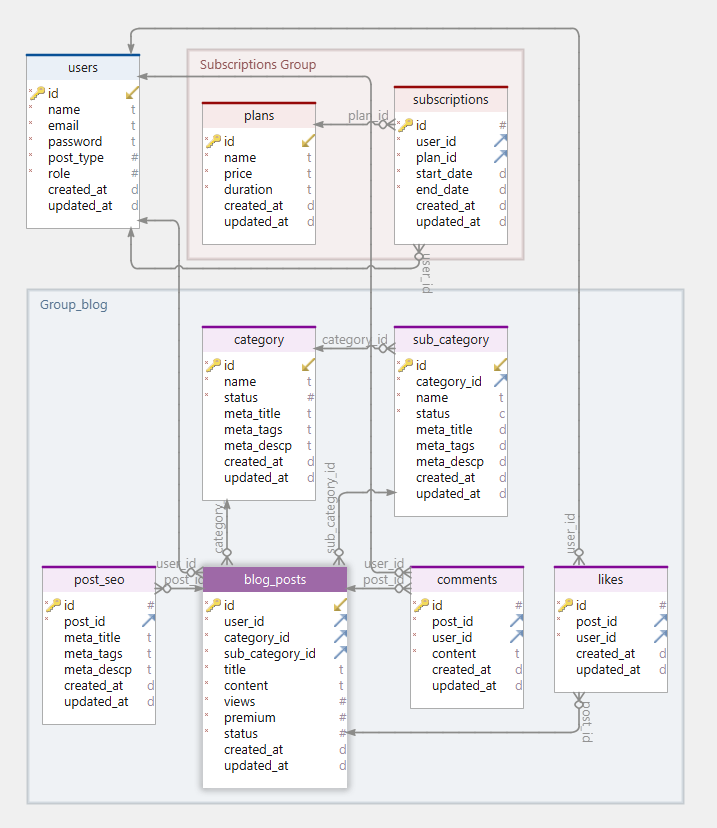 users
id
name t
email t
password t
post_type #
role #
created_at d
updated_at d
Subscriptions Group
plans
id
name t
price t
duration t
created_at d
updated_at d
plan_id
subscriptions
id #
user_id
plan_id
start_date d
end_date d
created_at d
updated_at d
user_id
Group_blog
category
id
name t
status #
meta_title t
meta_tags t
meta_descp t
created_at d
updated_at d
category_id
sub_category
id
category_id
name t
status c
meta_title d
meta_tags d
meta_descp d
created_at d
updated_at d
category
sub_category_id
user_id
post_seo
id #
post_id
meta_title t
meta_tags t
meta_descp t
created_at d
updated_at d
user_id
post_id
blog_posts
id
user_id
category_id
sub_category_id
title t
content t
views #
premium #
status #
created_at d
updated_at d
user_id
post_id
comments
id #
post_id
user_id
content t
created_at d
updated_at d
likes
id #
post_id
user_id
created_at d
updated_at d
post_id